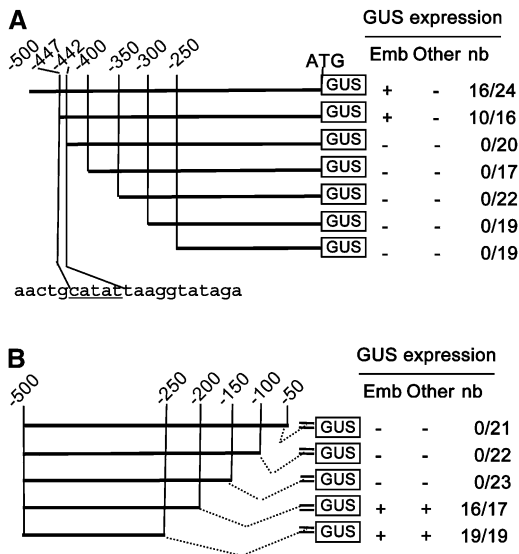 A
GUS expression
-500 -447 -442 -400 -350 -300 -250 ATG Emb Other nb
GUS + - 16/24
GUS + - 10/16
GUS - - 0/20
GUS - - 0/17
GUS - - 0/22
GUS - - 0/19
GUS - - 0/19
aactgcatattaaggtataga
B
GUS expression
-500 -250 -200 -150 -100 -50 Emb Other nb
GUS - - 0/21
GUS - - 0/22
GUS - - 0/23
GUS + + 16/17
GUS + + 19/19